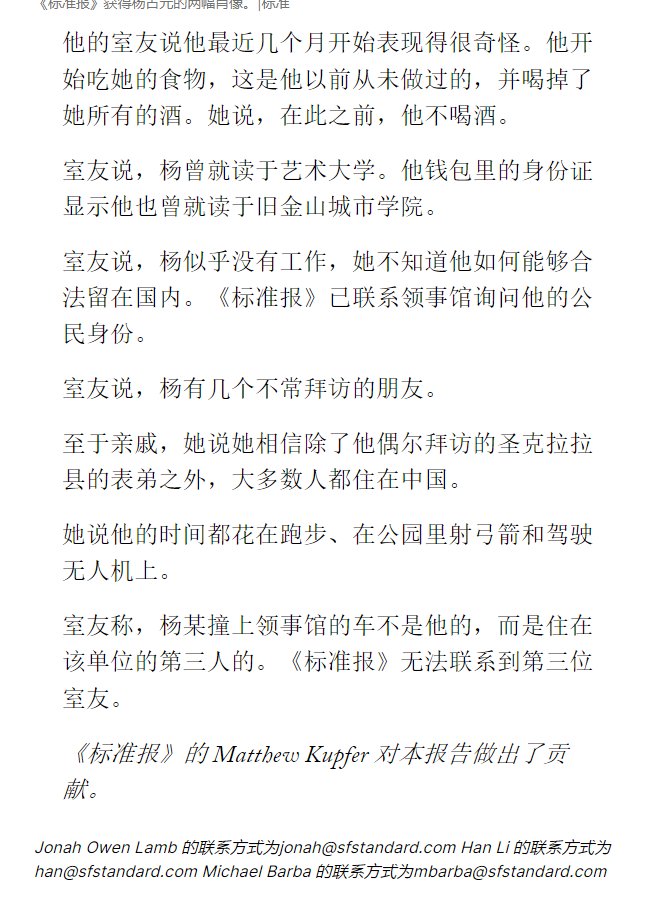 《标准报》获得杨占元的两幅肖像。|标准
他的室友说他最近几个月开始表现得很奇怪。他开
始吃她的食物，这是他以前从未做过的，并喝掉了
她所有的酒。她说，在此之前，他不喝酒。
室友说，杨曾就读于艺术大学。他钱包里的身份证
显示他也曾就读于旧金山城市学院。
室友说，杨似乎没有工作，她不知道他如何能够合
法留在国内。《标准报》已联系领事馆询问他的公
民身份。
室友说，杨有几个不常拜访的朋友。
至于亲戚，她说她相信除了他偶尔拜访的圣克拉拉
县的表弟之外，大多数人都住在中国。
她说他的时间都花在跑步、在公园里射弓箭和驾驶
无人机上。
室友称，杨某撞上领事馆的车不是他的，而是住在
该单位的第三人的。《标准报》无法联系到第三位
室友。
《标准报》的 Matthew Kupfer 对本报告做出了贡
献。
Jonah Owen Lamb 的联系方式为jonah@sfstandard.com Han Li 的联系方式为
han@sfstandard.com Michael Barba 的联系方式为mbarba@sfstandard.com